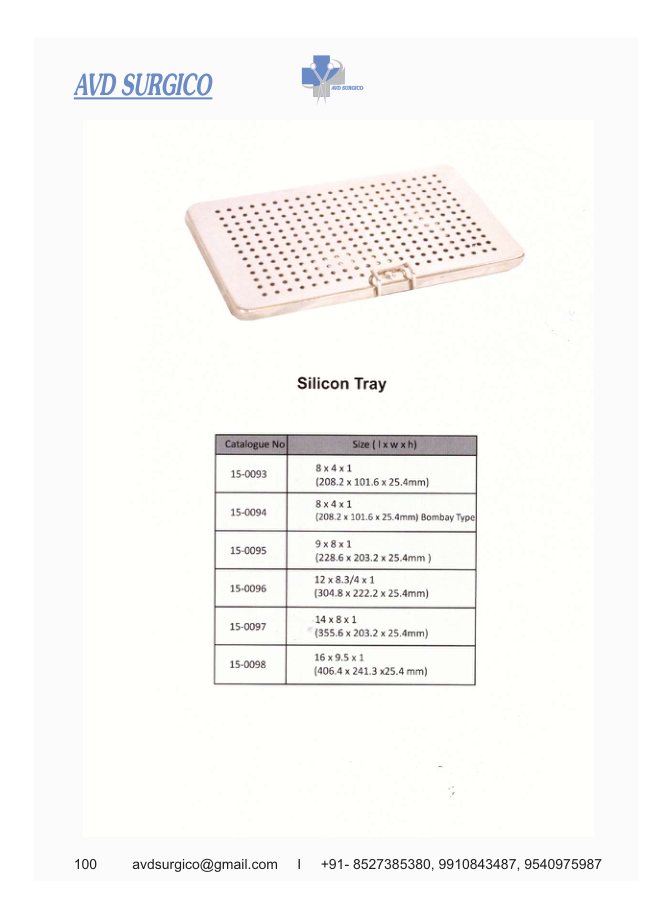 AVD SURGICO
AVD SURGICO
Silicon Tray
Catalogue No Size ( l x w x h)
15-0093
8 x 4 x 1
(208.2 x 101.6 x 25.4mm)
15-0094
8 x 4 x 1
(208.2 x 101.6 x 25.4mm) Bombay Type
15-0095
9 x 8 x 1
(228.6 x 203.2 x 25.4mm )
15-0096
12 x 8.3/4 x 1
(304.8 x 222.2 x 25.4mm)
15-0097
14 x 8 x 1
(355.6 x 203.2 x 25.4mm)
15-0098
16 x 9.5 x 1
(406.4 x 241.3 x25.4 mm)
100 avdsurgico@gmail.com I +91- 8527385380, 9910843487, 9540975987